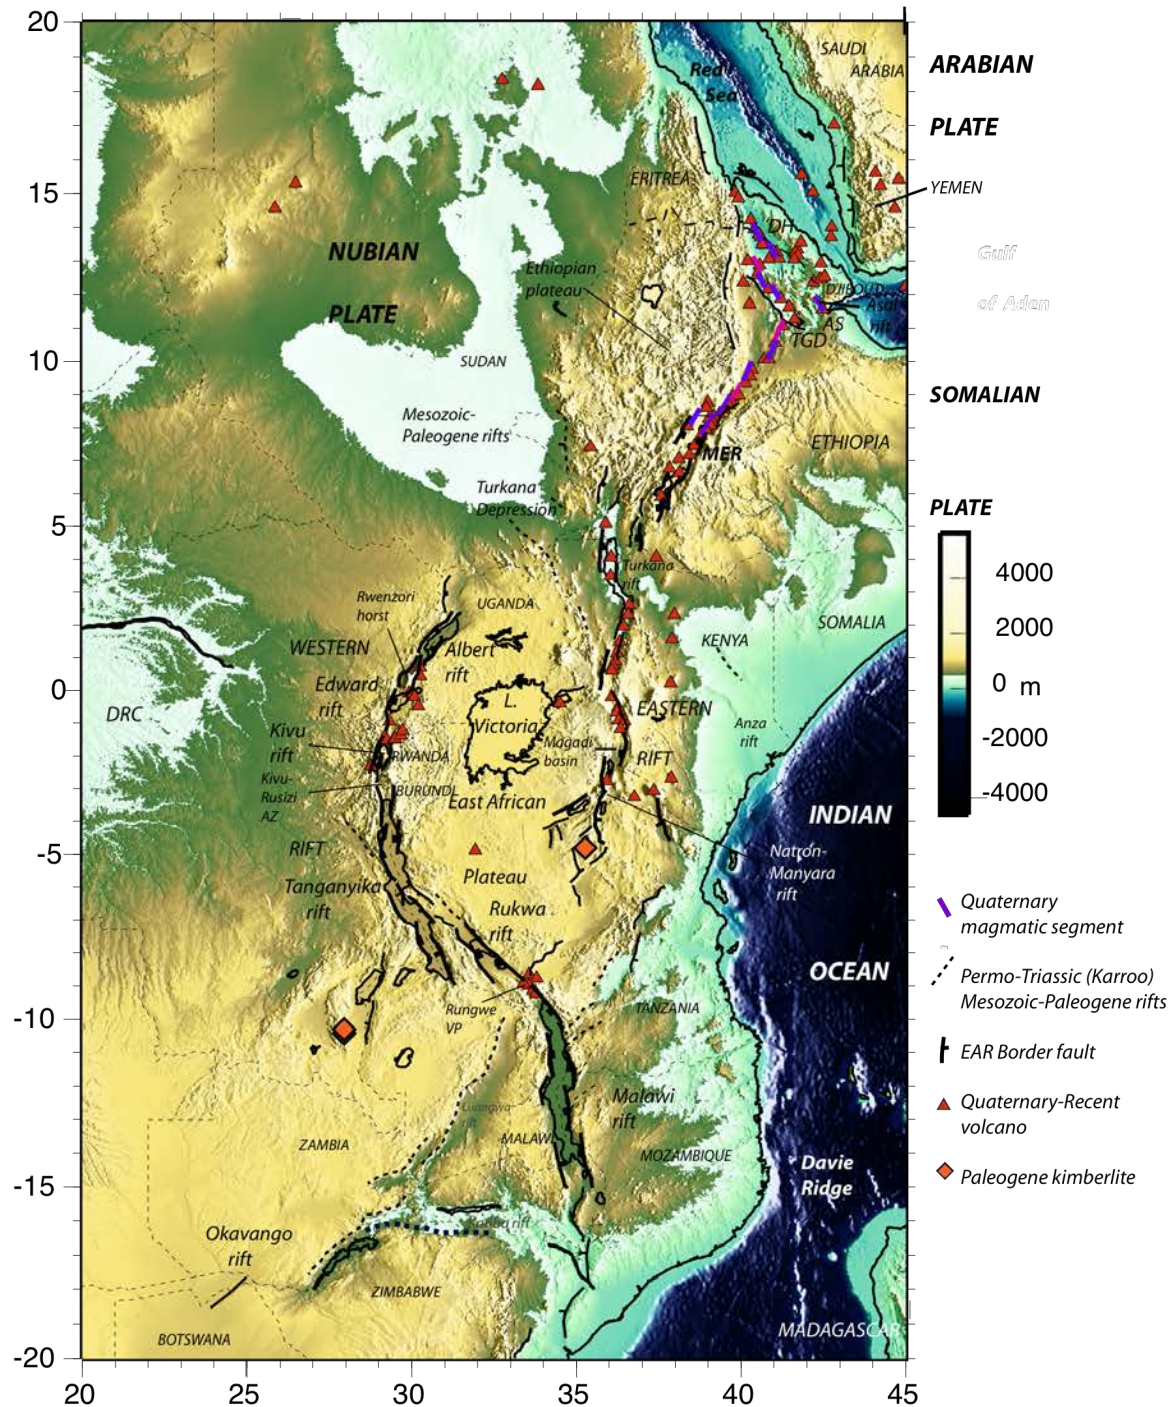 20
15
10
5
0
-5
-10
-15
-20
20
25
30
35
40
45
Red
Sea
SAUDI
ARABIA
ERITREA
NUBIAN
PLATE
Ethiopian
plateau
DH
DJIBOUTI
Asal
rift
AS
TGD
SUDAN
Mesozoic-
Paleogene rifts
MER
ETHIOPIA
Turkana
Depression
Turkana
rift
Rwenzori
horst
UGANDA
WESTERN
Albert
rift
KENYA
SOMALIA
Edward
rift
L.
Victoria
EASTERN
DRC
Kivu
rift
RWANDA
Magadi
basin
Anza
rift
RIFT
Kivu-
Rusizi
AZ
BURUNDI
East African
INDIAN
RIFT
Natron-
Manyara
rift
Tanganyika
rift
Plateau
Rukwa
rift
OCEAN
Rungwe
VP
TANZANIA
Luangwa
rift
Malawi
rift
ZAMBIA
MALAWI
MOZAMBIQUE
Davie
Ridge
Okavango
rift
rift
ZIMBABWE
BOTSWANA
MADAGASCAR
ARABIAN
PLATE
YEMEN
Gulf
of Aden
SOMALIAN
PLATE
4000
2000
0 m
-2000
-4000
Quaternary
magmatic segment
Permo-Triassic (Karroo)
Mesozoic-Paleogene rifts
EAR Border fault
Quaternary-Recent
volcano
Paleogene kimberlite